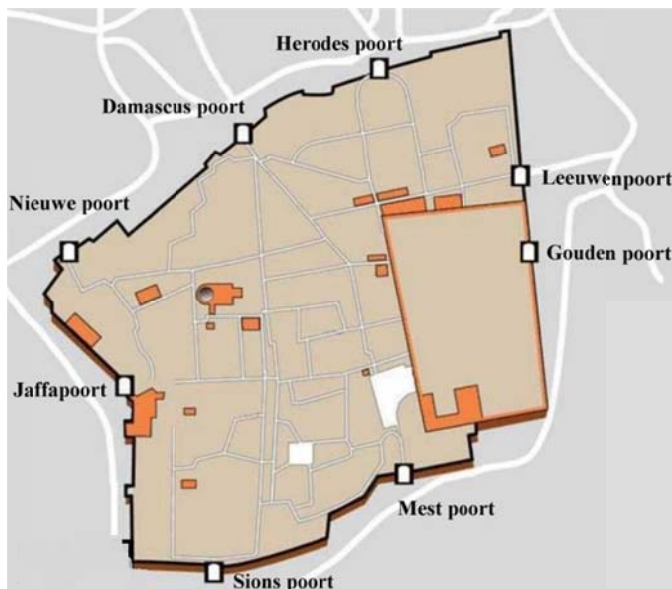 Herodes poort
Damascus poort
Leeuwenpoort
Nieuwe poort
Gouden poort
Jaffapoort
Mest poort
Sions poort